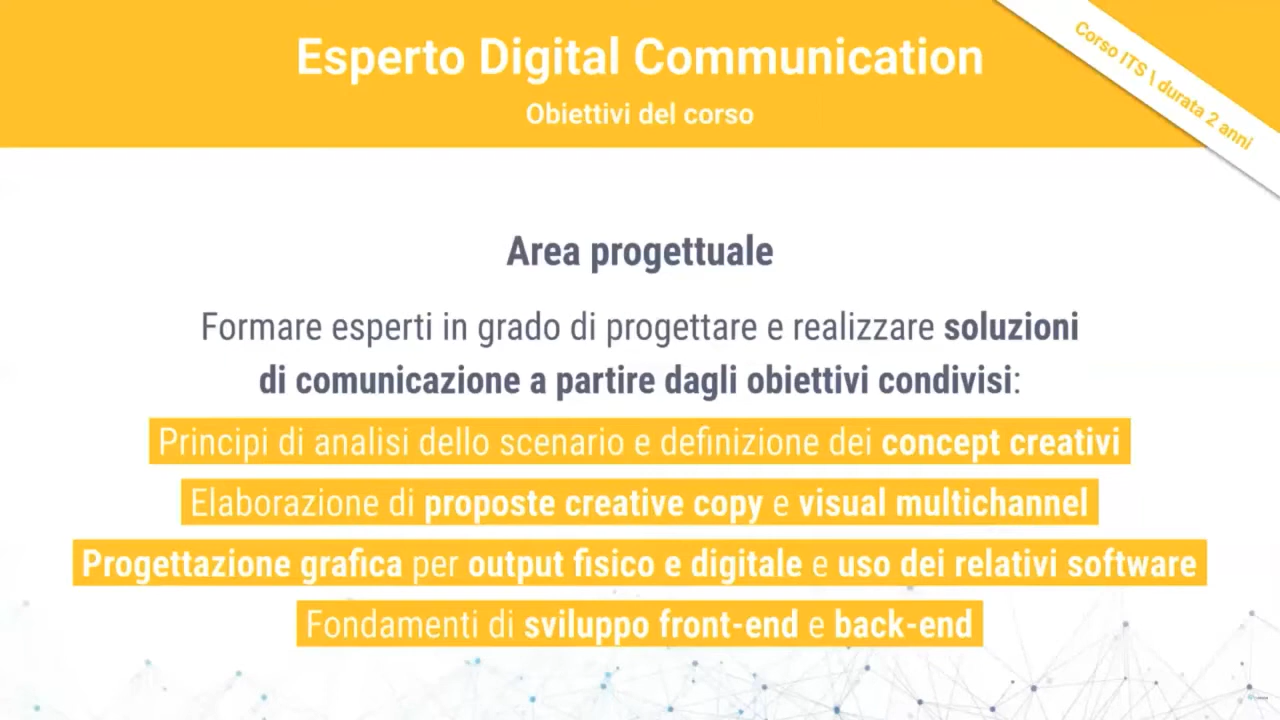 Esperto Digital Communication
Obiettivi del corso
Corso ITS \ durata 2 anni
Area progettuale
Formare esperti in grado di progettare e realizzare soluzioni
di comunicazione a partire dagli obiettivi condivisi:
Principi di analisi dello scenario e definizione dei concept creativi
Elaborazione di proposte creative copy e visual multichannel
Progettazione grafica per output fisico e digitale e uso dei relativi software
Fondamenti di sviluppo front-end e back-end